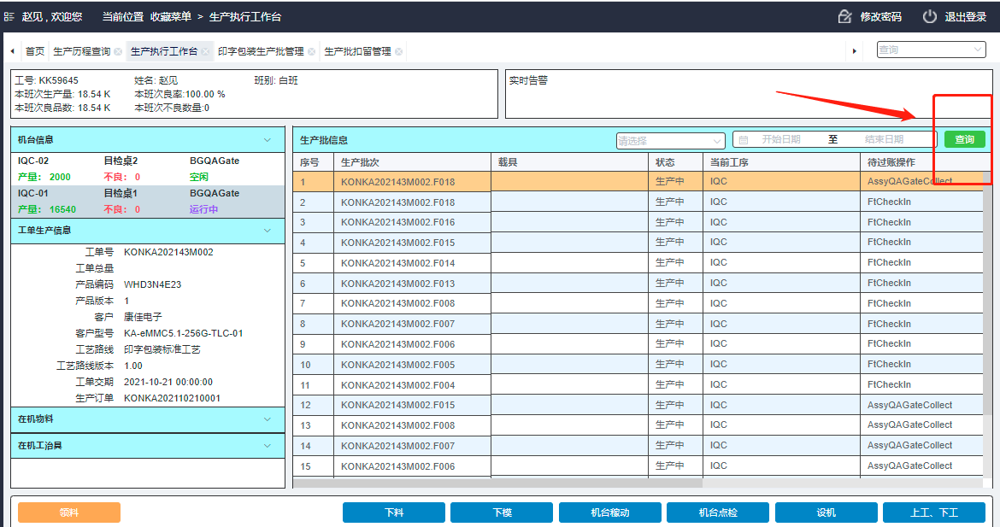 赵见 , 欢迎您 当前位置 收藏菜单 > 生产执行工作台 修改密码 退出登录
首页 生产历程查询 生产执行工作台 印字包装生产批管理 生产批扣留管理 查询
工号: KK59645 姓名: 赵见 班别: 白班
本班次生产量: 18.54 K 本班次良率:100.00 %
本班次良品数: 18.54 K 本班次不良数量:0
实时告警
机台信息
IQC-02 目检桌2 BGQAGate
产量: 2000 不良: 0 空闲
IQC-01 目检桌1 BGQAGate
产量: 16540 不良: 0 运行中
工单生产信息
工单号 KONKA202143M002
工单总量
产品编码 WHD3N4E23
产品版本 1
客户 康佳电子
客户型号 KA-eMMC5.1-256G-TLC-01
工艺路线 印字包装标准工艺
工艺路线版本 1.00
工单交期 2021-10-21 00:00:00
生产订单 KONKA202110210001
在机物料
在机工治具
生产批信息 请选择 开始日期 至 结束日期 查询
序号 生产批次 载具 状态 当前工序 待过账操作
1 KONKA202143M002.F018 生产中 IQC AssyQAGateCollect
2 KONKA202143M002.F018 生产中 IQC FtCheckIn
3 KONKA202143M002.F016 生产中 IQC FtCheckIn
4 KONKA202143M002.F015 生产中 IQC FtCheckIn
5 KONKA202143M002.F014 生产中 IQC FtCheckIn
6 KONKA202143M002.F013 生产中 IQC FtCheckIn
7 KONKA202143M002.F008 生产中 IQC FtCheckIn
8 KONKA202143M002.F007 生产中 IQC FtCheckIn
9 KONKA202143M002.F006 生产中 IQC FtCheckIn
10 KONKA202143M002.F005 生产中 IQC FtCheckIn
11 KONKA202143M002.F004 生产中 IQC FtCheckIn
12 KONKA202143M002.F015 生产中 IQC AssyQAGateCollect
13 KONKA202143M002.F008 生产中 IQC AssyQAGateCollect
14 KONKA202143M002.F007 生产中 IQC AssyQAGateCollect
15 KONKA202143M002.F006 生产中 IQC AssyQAGateCollect
领料 下料 下模 机台稼动 机台点检 设机 上工、下工